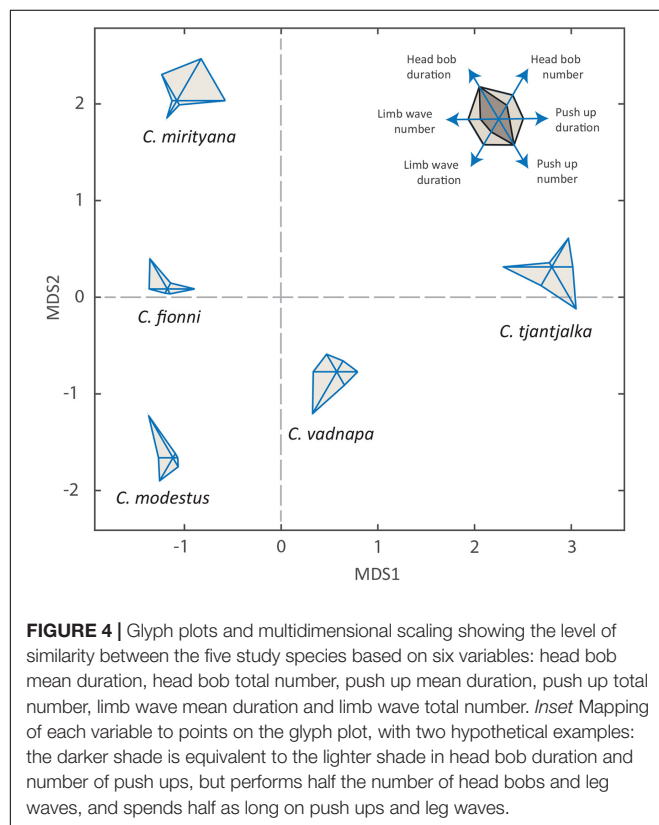 Head bob
duration
Head bob
number
Limb wave
number
Push up
duration
Limb wave
duration
Push up
number
2
1
0
-1
-2
MDS2
C. mirityana
C. fionni
C. tjantjalka
C. vadnapa
C. modestus
-1
0
1
2
3
MDS1
FIGURE 4 | Glyph plots and multidimensional scaling showing the level of
similarity between the five study species based on six variables: head bob
mean duration, head bob total number, push up mean duration, push up total
number, limb wave mean duration and limb wave total number. Inset Mapping
of each variable to points on the glyph plot, with two hypothetical examples:
the darker shade is equivalent to the lighter shade in head bob duration and
number of push ups, but performs half the number of head bobs and leg
waves, and spends half as long on push ups and leg waves.